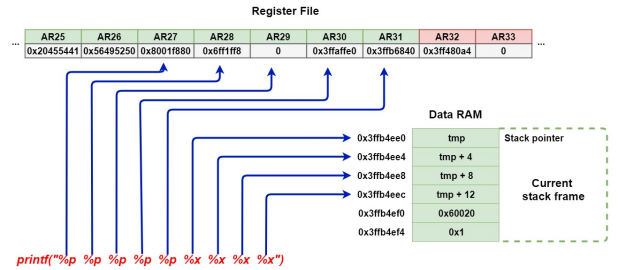 Register File
AR25 AR26 AR27 AR28 AR29 AR30 AR31 AR32 AR33
... 0x20455441 0x56495250 0x8001f880 0x6ff1ff8 0 0x3ffaffe0 0x3ffb6840 0x3ff480a4 0 ...
Data RAM
0x3ffb4ee0 tmp Stack pointer
0x3ffb4ee4 tmp + 4
0x3ffb4ee8 tmp + 8
0x3ffb4eec tmp + 12
0x3ffb4ef0 0x60020
0x3ffb4ef4 0x1
Current
stack frame
printf("%p %p %p %p %p %x %x %x %x")